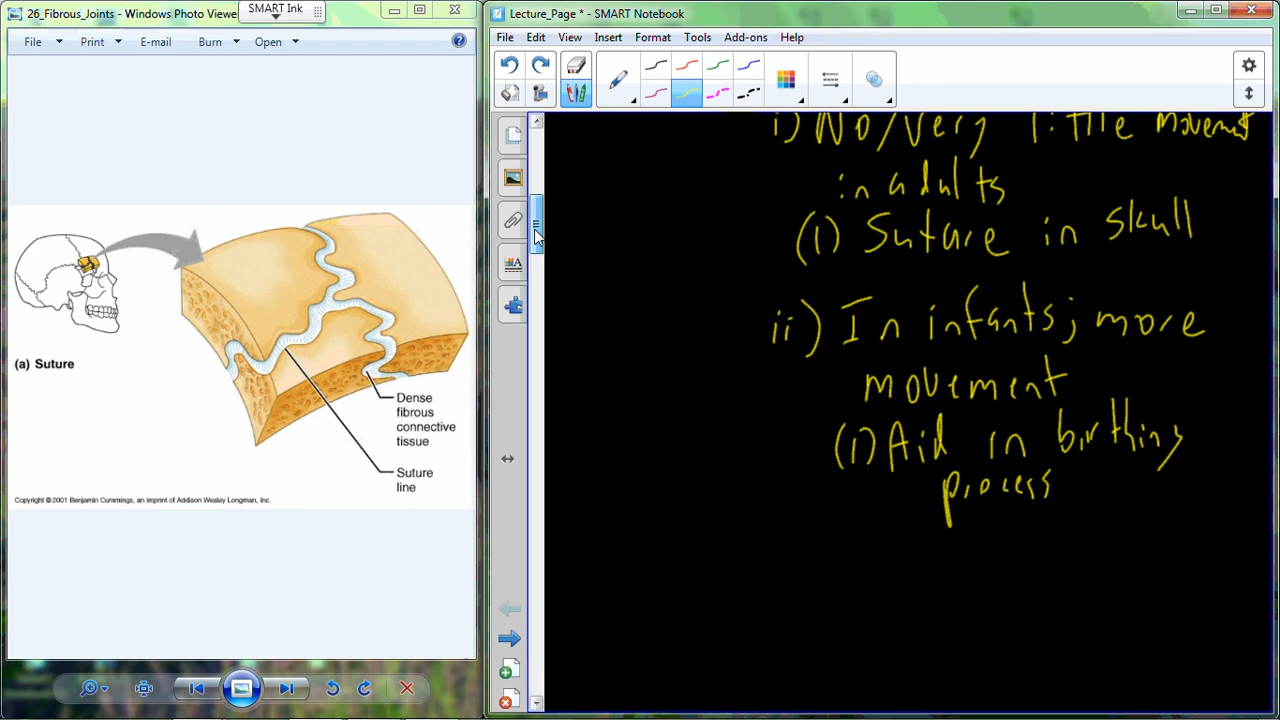 26_Fibrous_Joints - Windows Photo Viewe
SMART Ink
File Print E-mail Burn Open
(a) Suture
Dense
fibrous
connective
tissue
Suture
line
Copyright © 2001 Benjamin Cummings, an imprint of Addison Wesley Longman, Inc.
Lecture_Page * - SMART Notebook
File Edit View Insert Format Tools Add-ons Help
i) No/Very little movement
in adults
(1) Suture in skull
ii) In infants; more
movement
(1) Aid in birthing
process